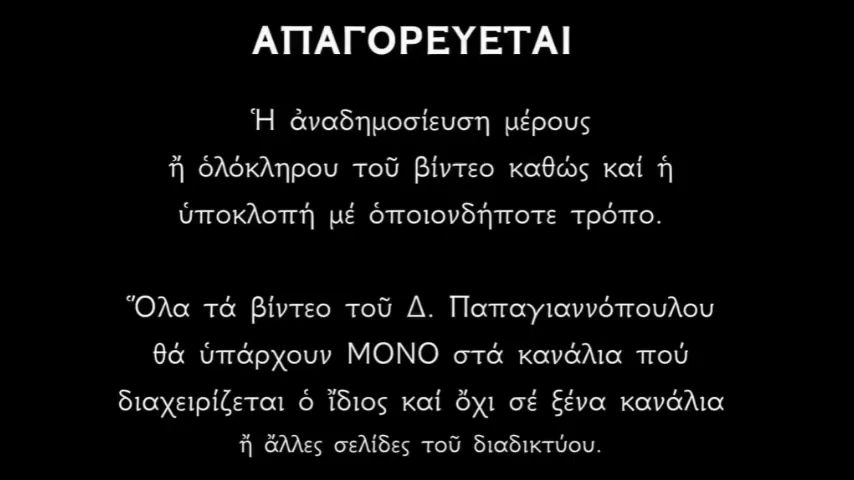 ΑΠΑΓΟΡΕΥΕΤΑΙ
Ἡ ἀναδημοσίευση μέρους
ἤ ὁλόκληρου τοῦ βίντεο καθώς καί ἡ
ὑποκλοπή μέ ὁποιονδήποτε τρόπο.
Ὅλα τά βίντεο τοῦ Δ. Παπαγιαννόπουλου
θά ὑπάρχουν ΜΟΝΟ στά κανάλια πού
διαχειρίζεται ὁ ἴδιος καί ὄχι σέ ξένα κανάλια
ἤ ἄλλες σελίδες τοῦ διαδικτύου.